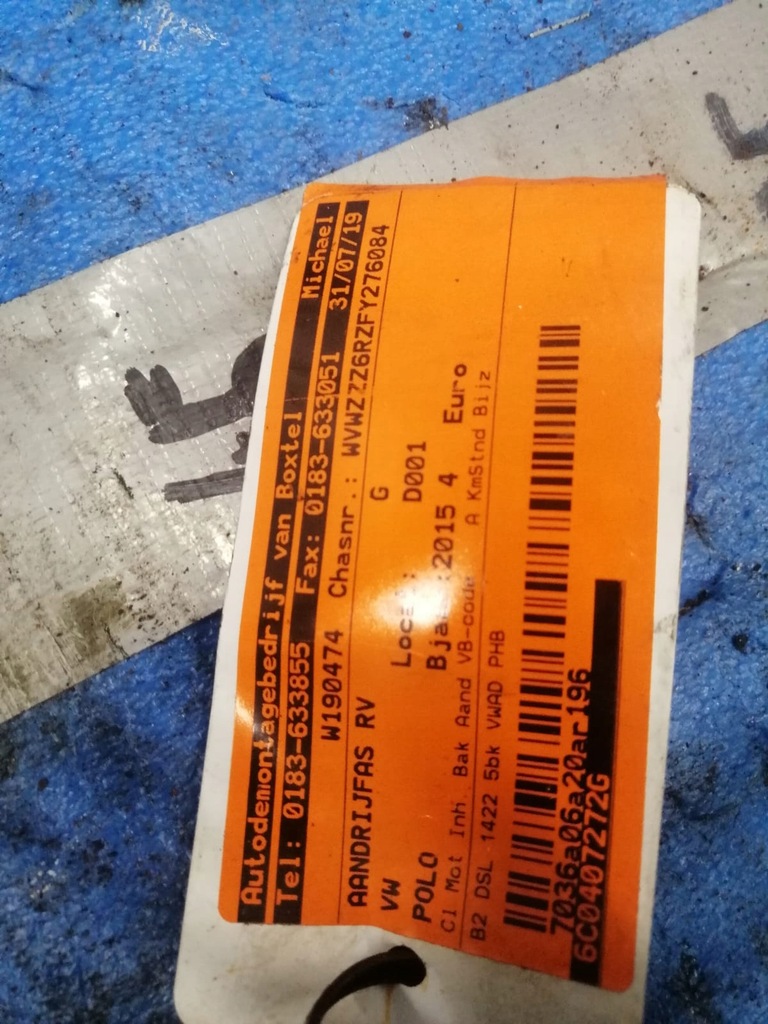 Autodemontagebedrijf van Boxtel Michael
Tel: 0183-633855 Fax: 0183-633051 31/07/19
W190474 Chasnr.: WVWZZZ6RZFY276084
AANDRIJFAS RV G
VW Locat: D001
POLO Bjaar:2015 4 Euro
Cl Mot Inh Bak Aand VB-code A KmStnd Bijz
B2 DSL 1422 5bk VWAD PHB
7036a06a20ar196
6C0407272G